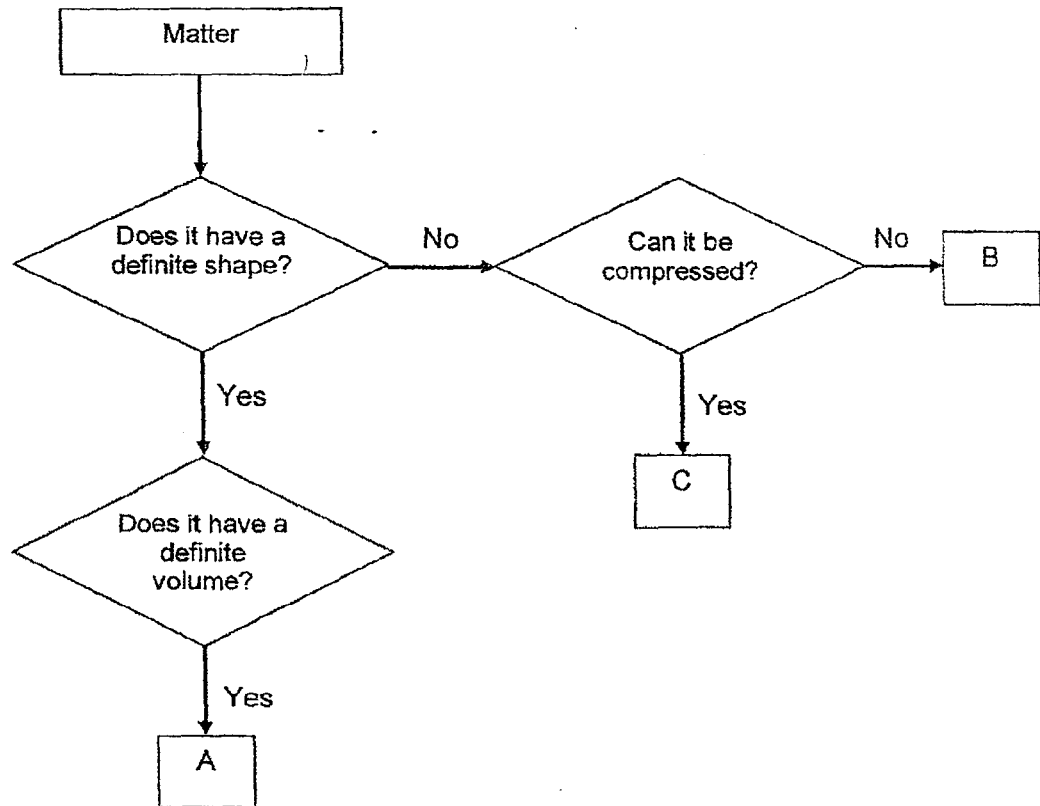 Matter
Does it have a
definite shape?
No
Can it be
compressed?
No
B
Yes
Yes
C
Does it have a
definite
volume?
Yes
A